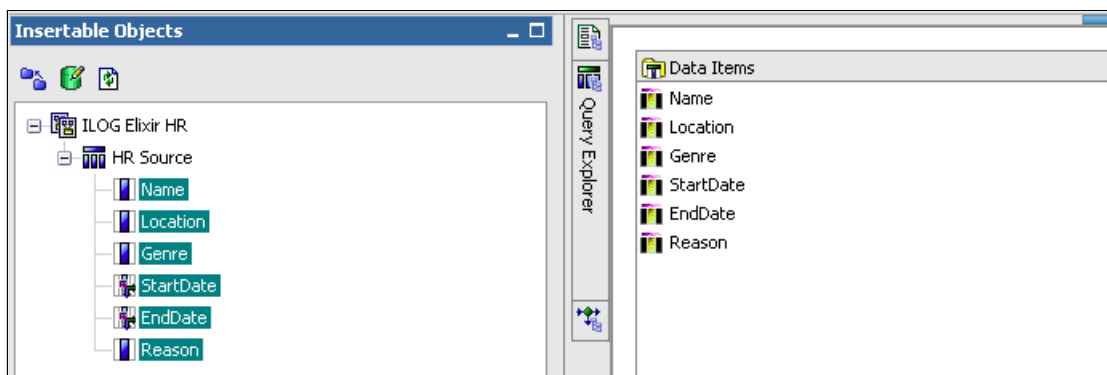 Insertable Objects
ILOG Elixir HR
HR Source
Name
Location
Genre
StartDate
EndDate
Reason
Query Explorer
Data Items
Name
Location
Genre
StartDate
EndDate
Reason